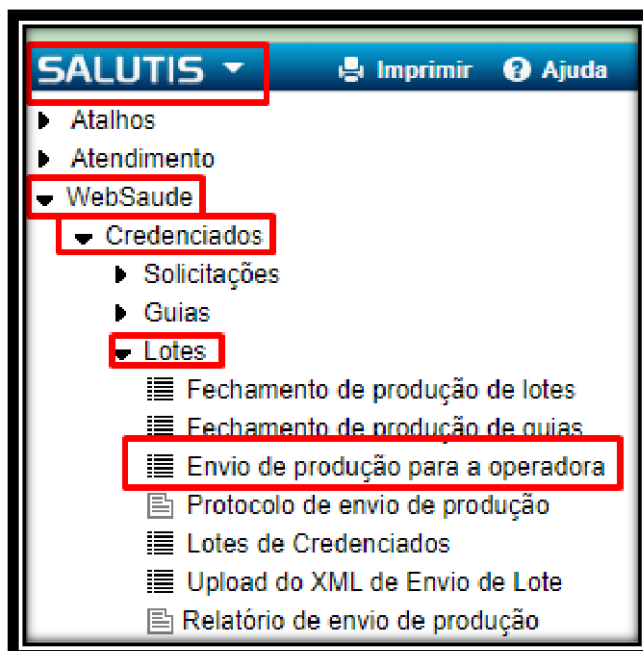 SALUTIS Imprimir Ajuda
Atalhos
Atendimento
WebSaude
Credenciados
Solicitações
Guias
Lotes
Fechamento de produção de lotes
Fechamento de produção de guias
Envio de produção para a operadora
Protocolo de envio de produção
Lotes de Credenciados
Upload do XML de Envio de Lote
Relatório de envio de produção